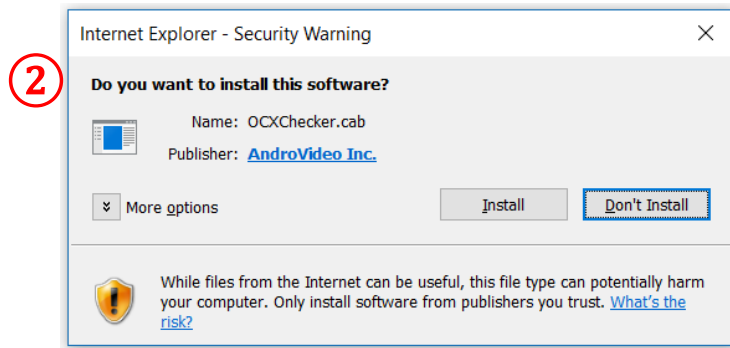 Internet Explorer - Security Warning
②
Do you want to install this software?
Name: OCXChecker.cab
Publisher: AndroVideo Inc.
More options
Install
Don't Install
While files from the Internet can be useful, this file type can potentially harm
your computer. Only install software from publishers you trust. What's the
risk?